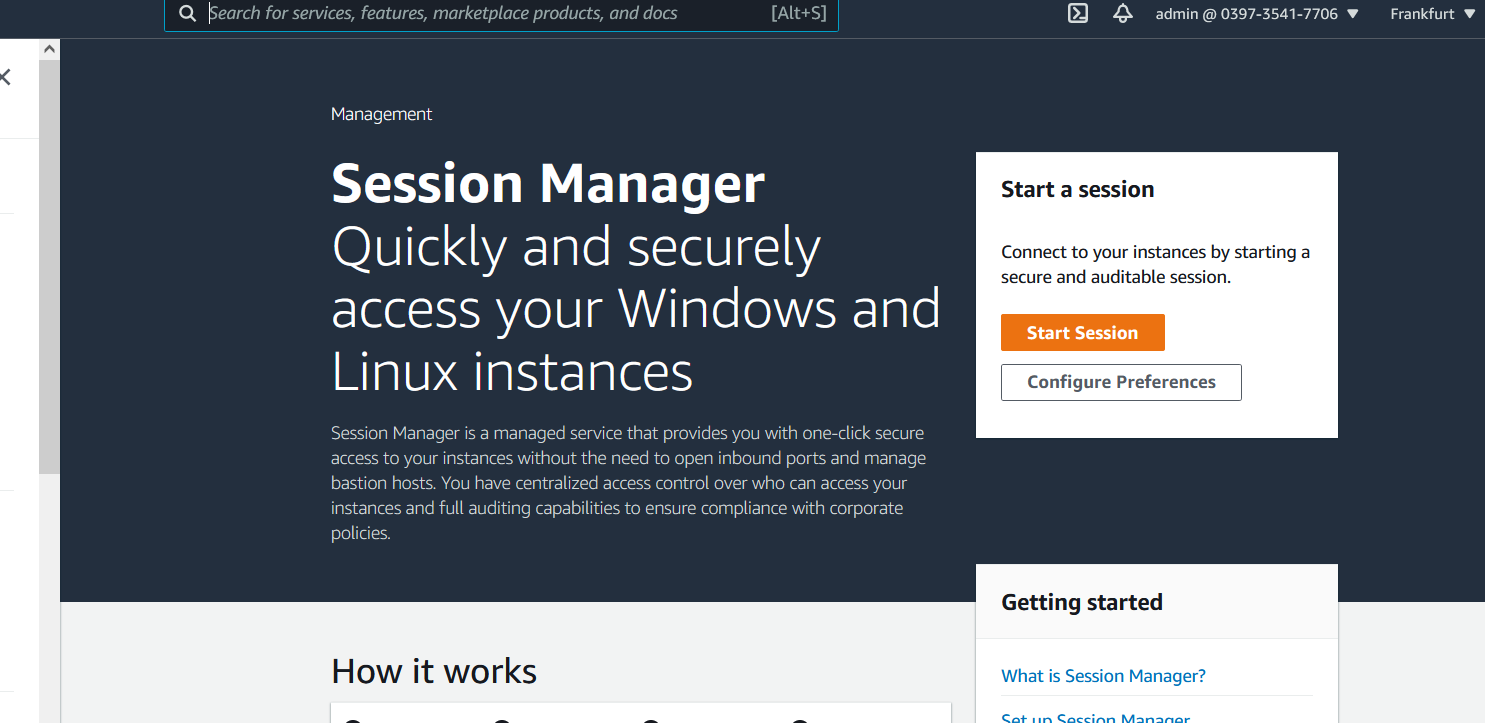 Search for services, features, marketplace products, and docs [Alt+S] admin @ 0397-3541-7706 Frankfurt
Management
Session Manager
Quickly and securely
access your Windows and
Linux instances
Session Manager is a managed service that provides you with one-click secure
access to your instances without the need to open inbound ports and manage
bastion hosts. You have centralized access control over who can access your
instances and full auditing capabilities to ensure compliance with corporate
policies.
Start a session
Connect to your instances by starting a
secure and auditable session.
Start Session
Configure Preferences
How it works
Getting started
What is Session Manager?
Set up Session Manager